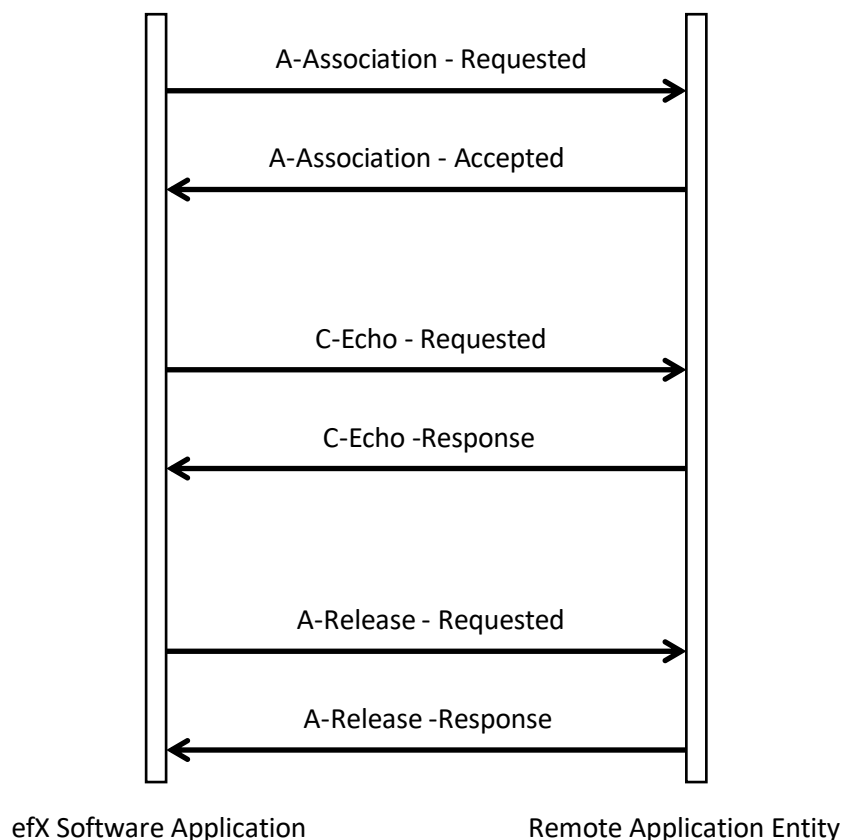 A-Association - Requested
A-Association - Accepted
C-Echo - Requested
C-Echo -Response
A-Release - Requested
A-Release -Response
efX Software Application
Remote Application Entity